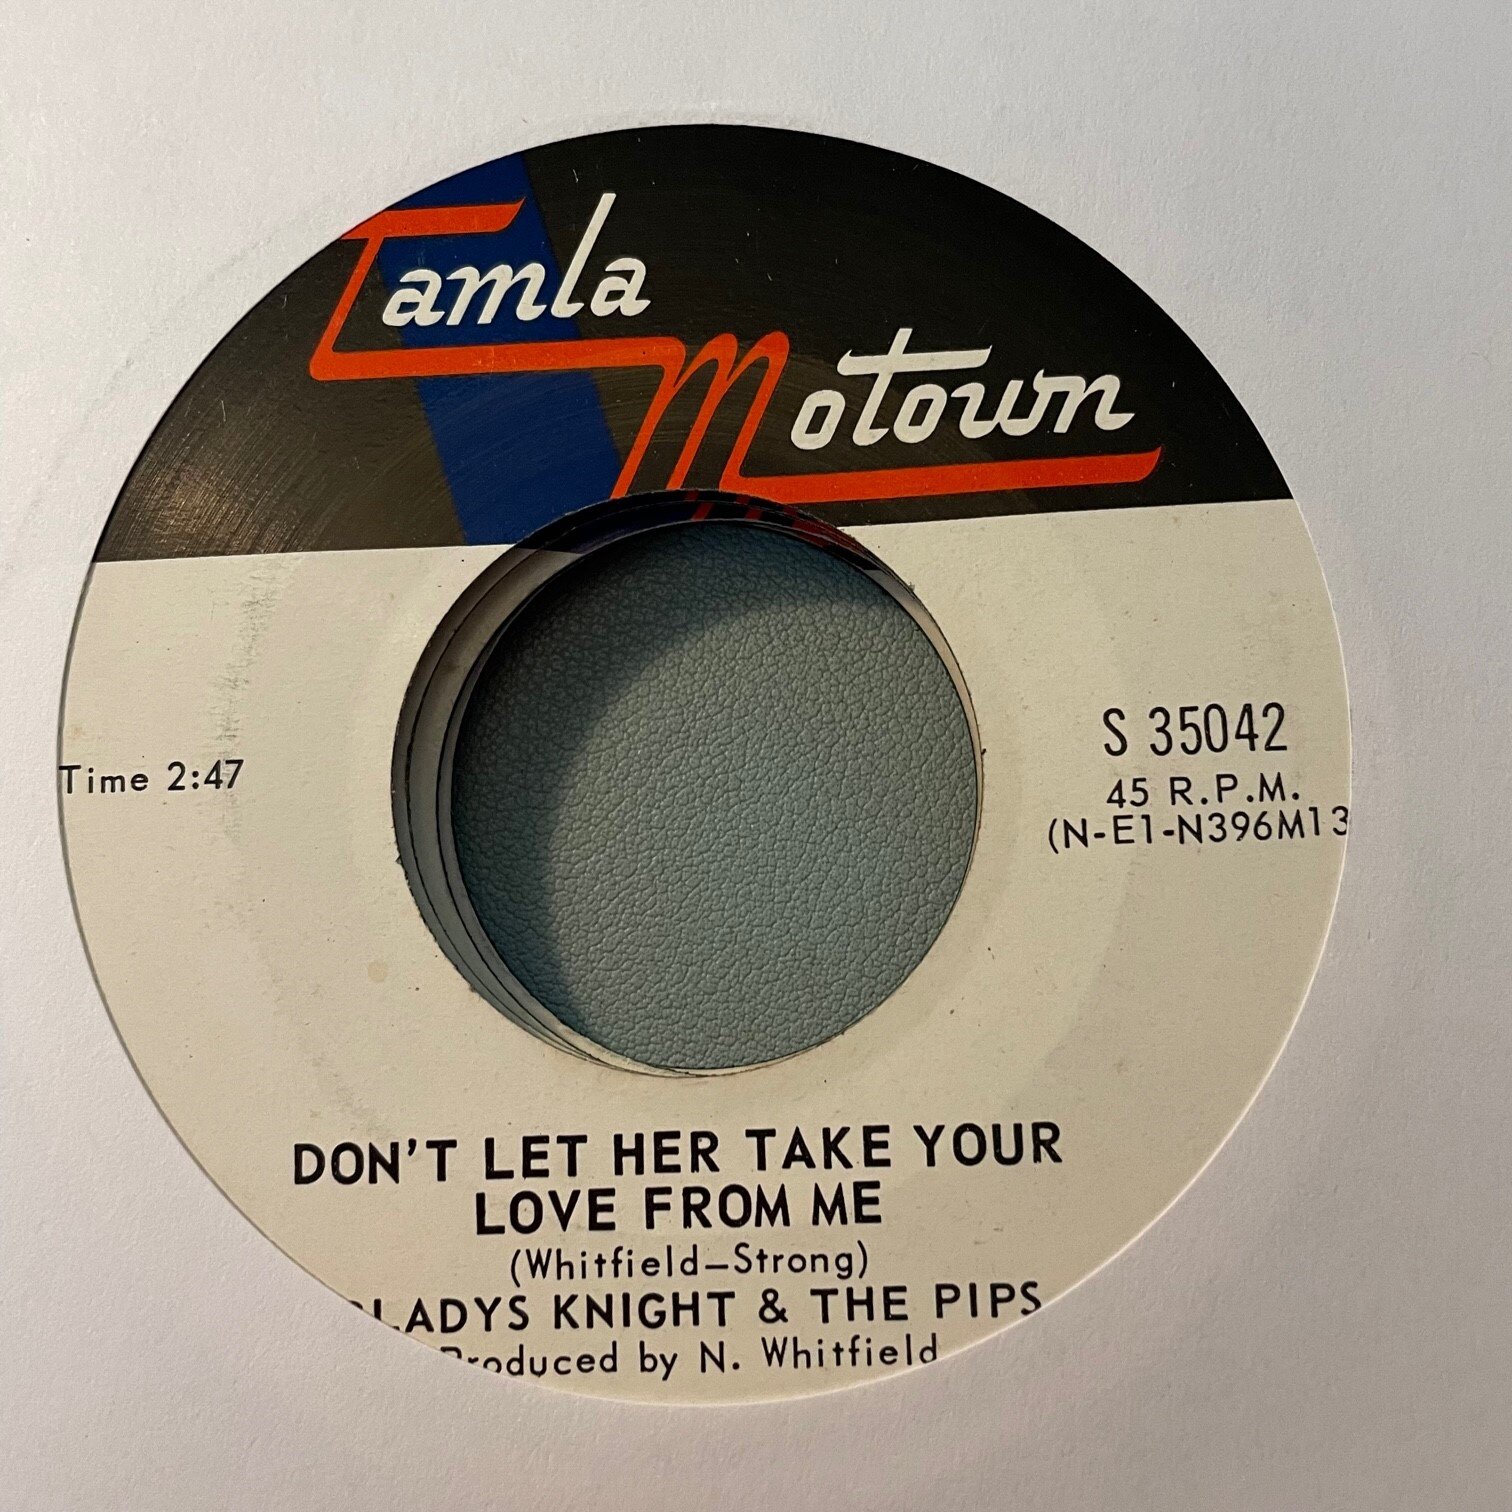 Tamla
Motown
Time 2:47
S 35042
45 R.P.M.
(N-E1-N396M13
DON'T LET HER TAKE YOUR
LOVE FROM ME
(Whitfield–Strong)
GLADYS KNIGHT & THE PIPS
Produced by N. Whitfield